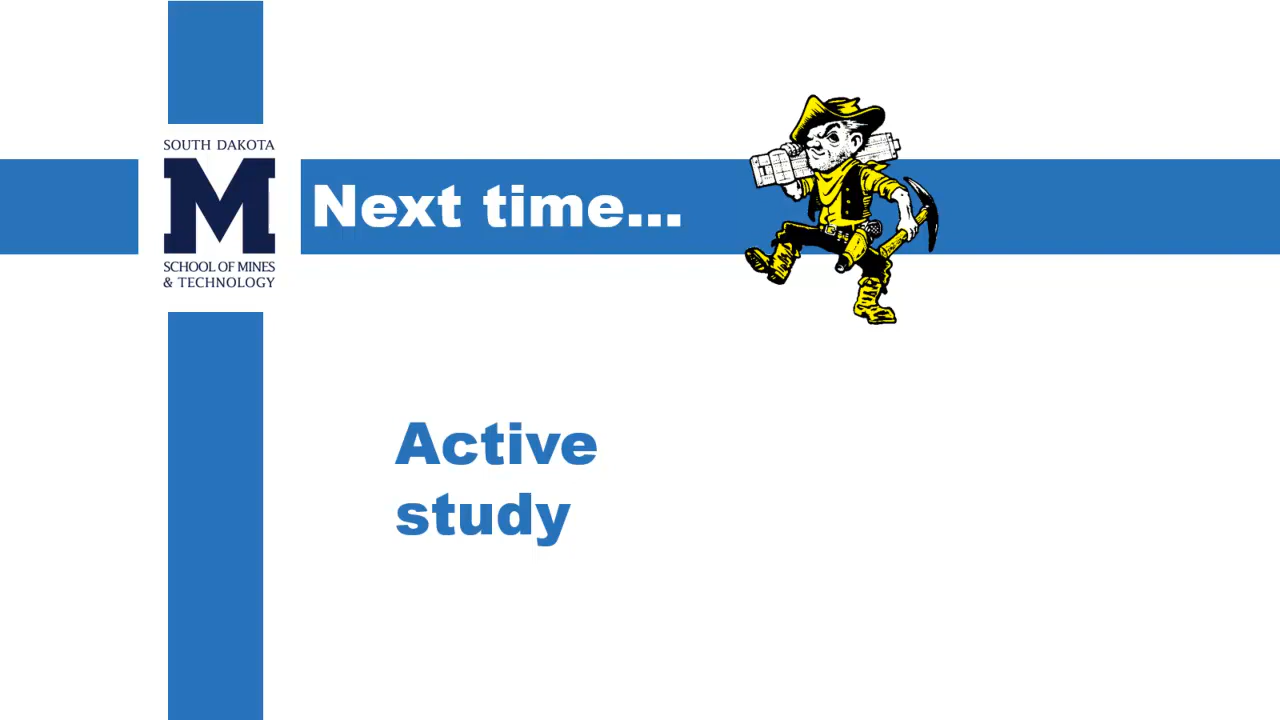 SOUTH DAKOTA
M
SCHOOL OF MINES
& TECHNOLOGY
Next time...
Active
study